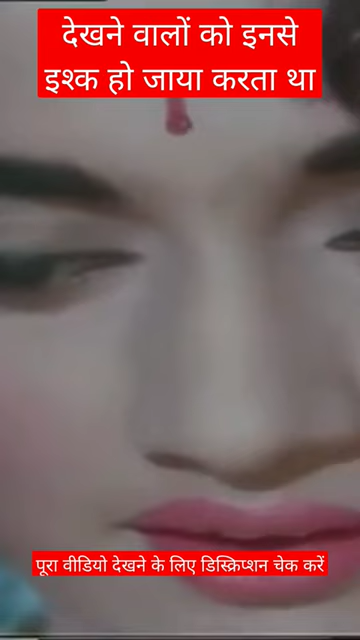 देखने वालों को इनसे
इश्क हो जाया करता था
पूरा वीडियो देखने के लिए डिस्क्रिप्शन चेक करें